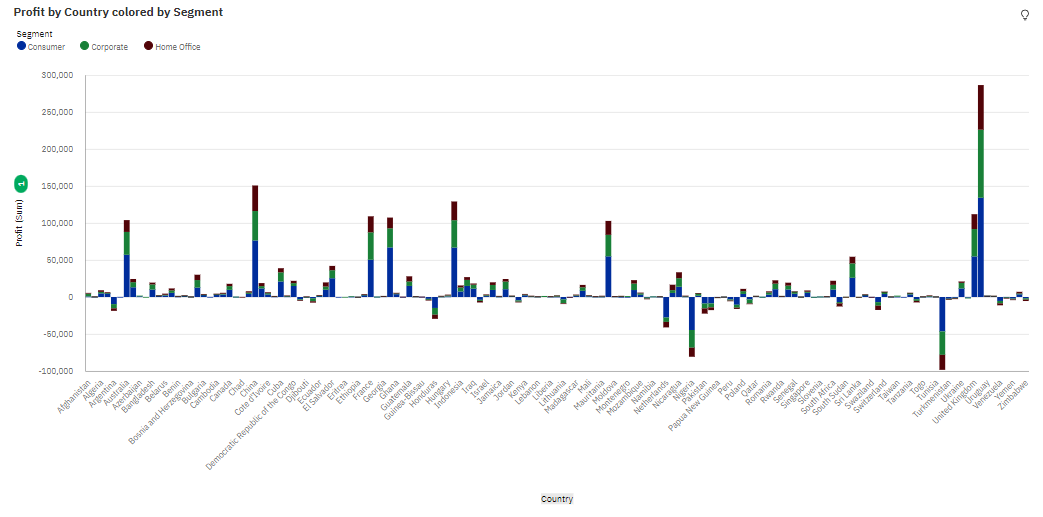 Profit by Country colored by Segment
Segment
Consumer Corporate Home Office
300,000
250,000
200,000
150,000
100,000
50,000
0
-50,000
-100,000
Profit (Sum)
Afghanistan
Algeria
Argentina
Australia
Azerbaijan
Bangladesh
Belarus
Benin
Bosnia and Herzegovina
Bulgaria
Cambodia
Canada
Chad
China
Cote d'Ivoire
Cuba
Democratic Republic of the Congo
Djibouti
Ecuador
El Salvador
Eritrea
Ethiopia
France
Georgia
Ghana
Guatemala
Guinea-Bissau
Honduras
Hungary
Indonesia
Iraq
Israel
Jamaica
Jordan
Kenya
Lebanon
Liberia
Lithuania
Madagascar
Mali
Mauritania
Moldova
Montenegro
Mozambique
Namibia
Netherlands
Nicaragua
Nigeria
Pakistan
Papua New Guinea
Peru
Poland
Qatar
Romania
Rwanda
Senegal
Singapore
Slovenia
South Africa
South Sudan
Sri Lanka
Swaziland
Switzerland
Taiwan
Tanzania
Togo
Tunisia
Turkmenistan
Ukraine
United Kingdom
Uruguay
Venezuela
Yemen
Zimbabwe
Country